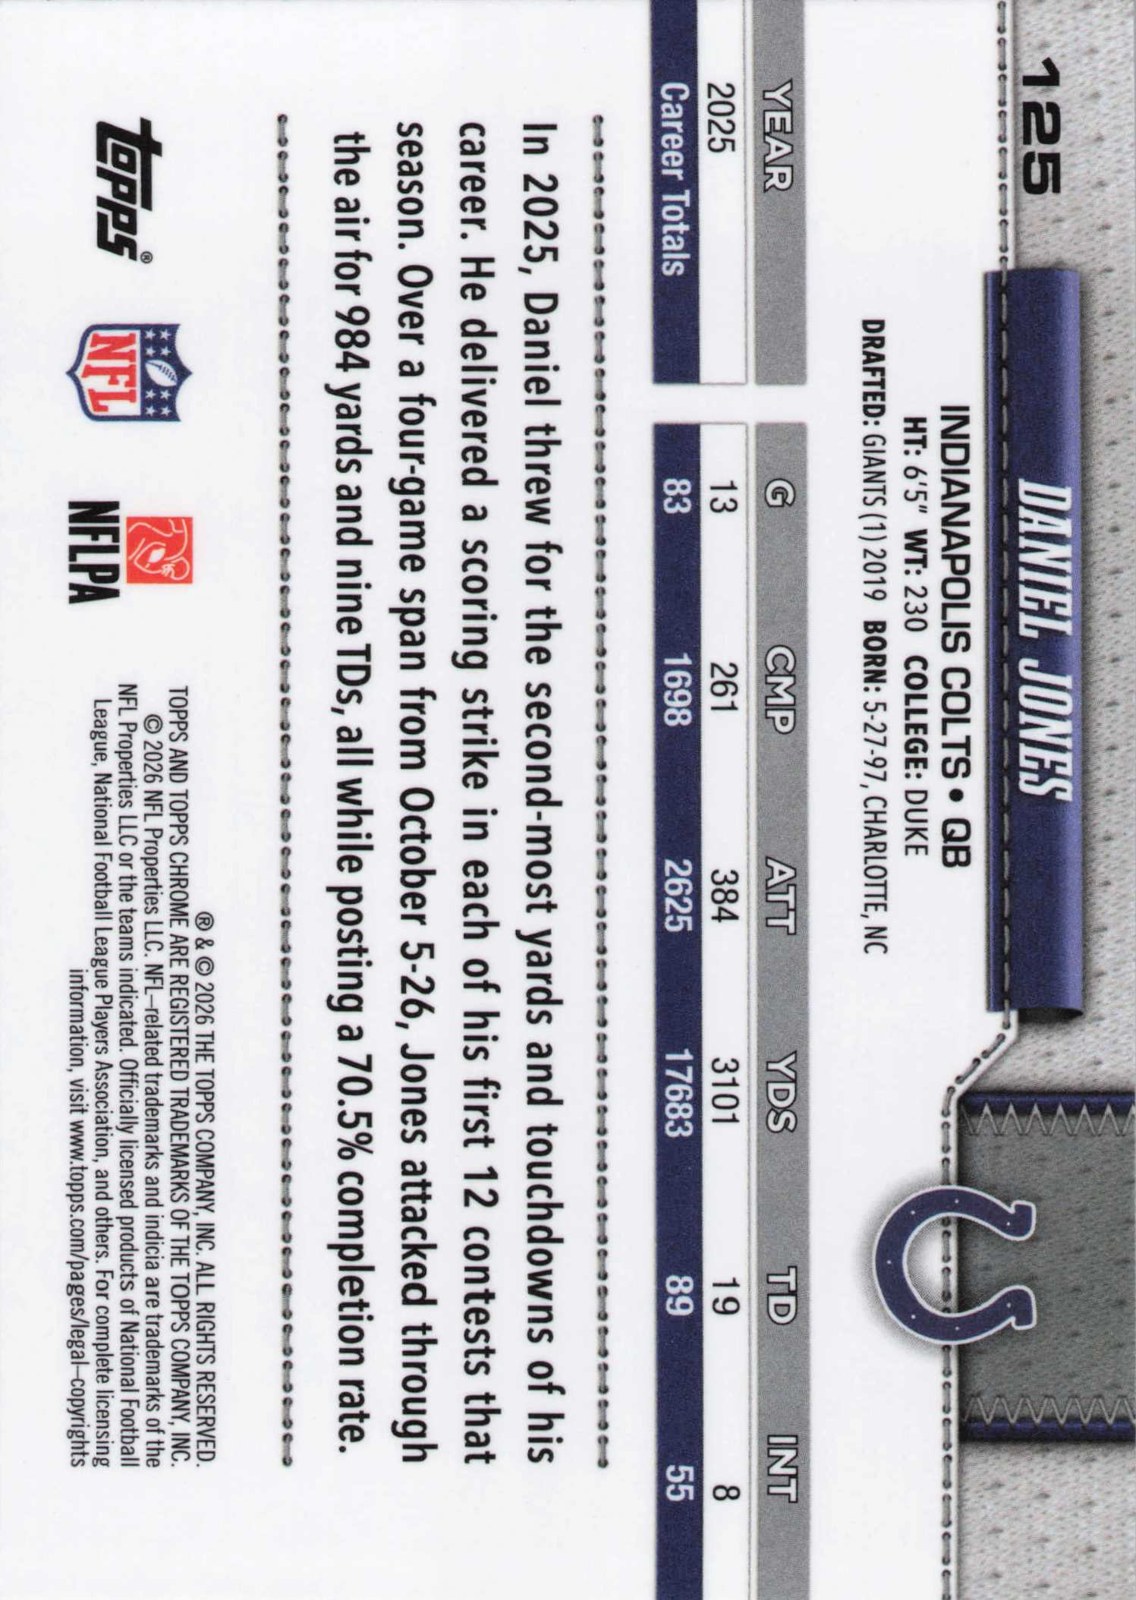 125
DANIEL JONES
INDIANAPOLIS COLTS • QB
HT: 6'5" WT: 230 COLLEGE: DUKE
DRAFTED: GIANTS (1) 2019 BORN: 5-27-97, CHARLOTTE, NC
YEAR G CMP ATT YDS TD INT
2025 13 261 384 3101 19 8
Career Totals 83 1698 2625 17683 89 55
In 2025, Daniel threw for the second-most yards and touchdowns of his
career. He delivered a scoring strike in each of his first 12 contests that
season. Over a four-game span from October 5-26, Jones attacked through
the air for 984 yards and nine TDs, all while posting a 70.5% completion rate.
topps®
NFL
NFLPA
® & © 2026 THE TOPPS COMPANY, INC. ALL RIGHTS RESERVED.
TOPPS AND TOPPS CHROME ARE REGISTERED TRADEMARKS OF THE TOPPS COMPANY, INC.
© 2026 NFL Properties LLC. NFL-related trademarks and indicia are trademarks of the
NFL Properties LLC or the teams indicated. Officially licensed products of National Football
League, National Football League Players Association, and others. For complete licensing
information, visit www.topps.com/pages/legal-copyrights